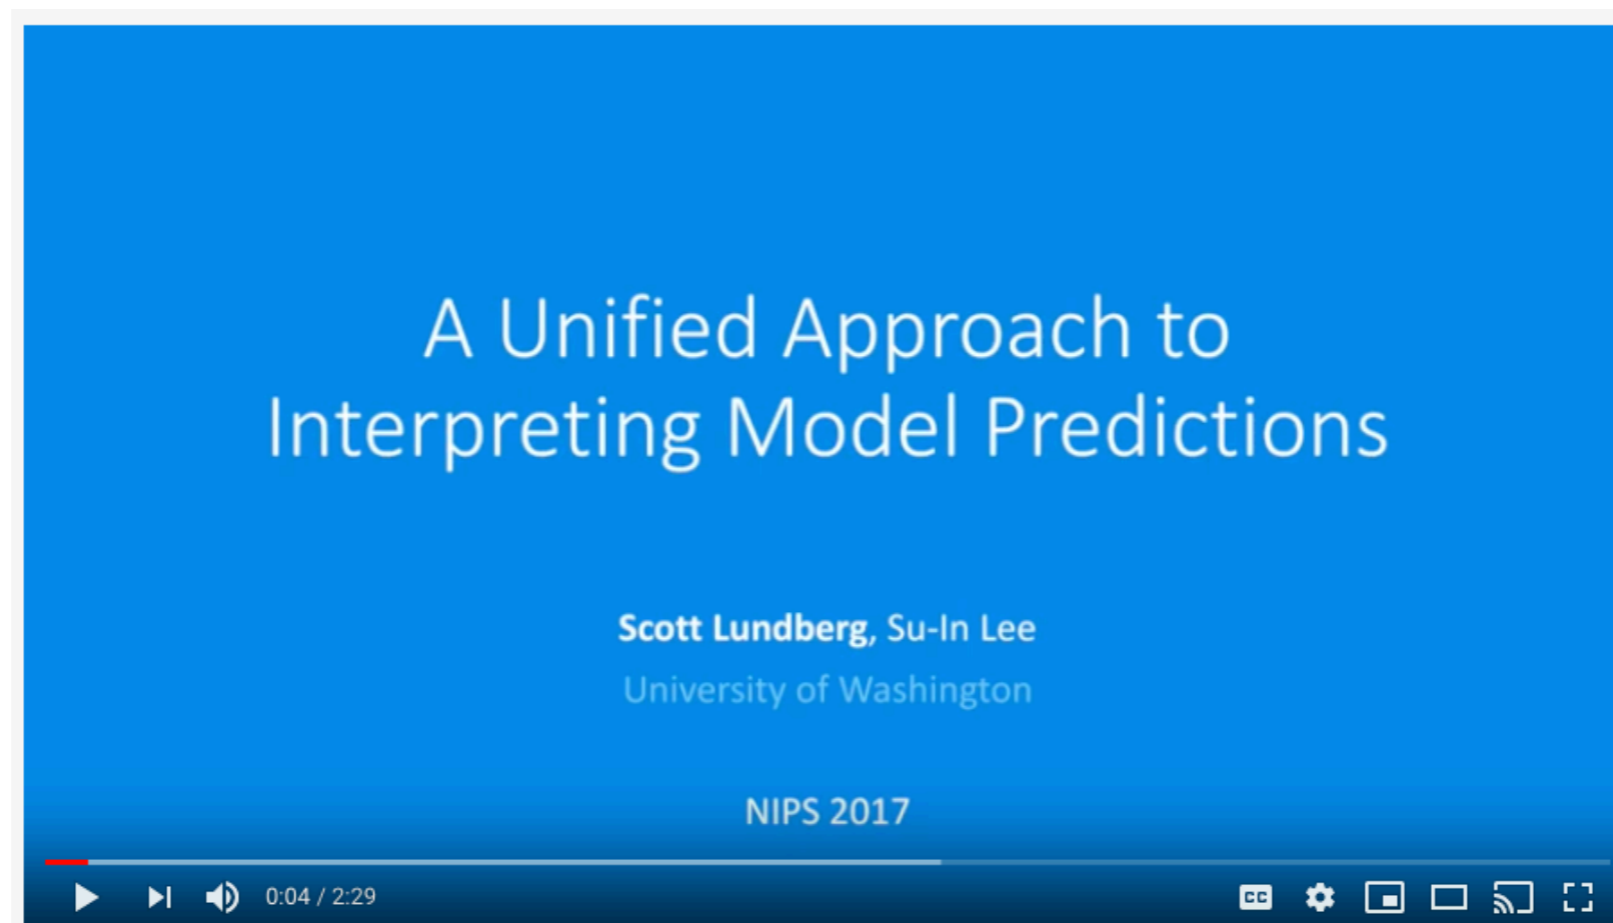 A Unified Approach to
Interpreting Model Predictions
Scott Lundberg, Su-In Lee
University of Washington
NIPS 2017
0:04 / 2:29
CC